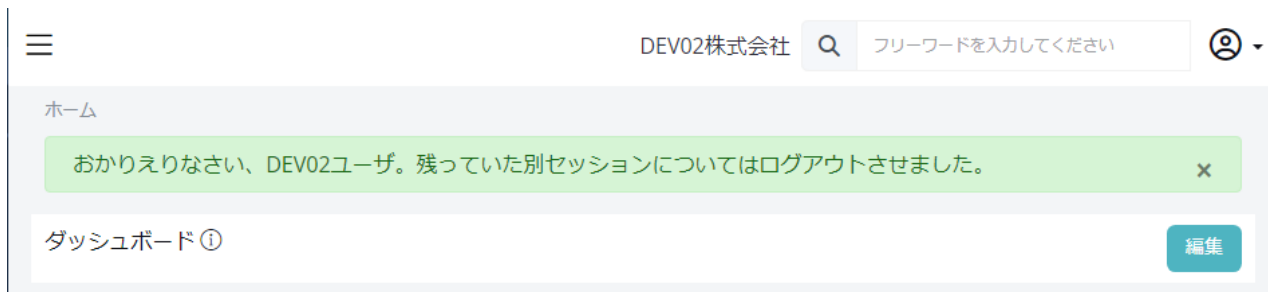 DEV02株式会社 フリーワードを入力してください
ホーム
おかりえりなさい、DEV02ユーザ。残っていた別セッションについてはログアウトさせました。 ×
ダッシュボード ⓘ 編集